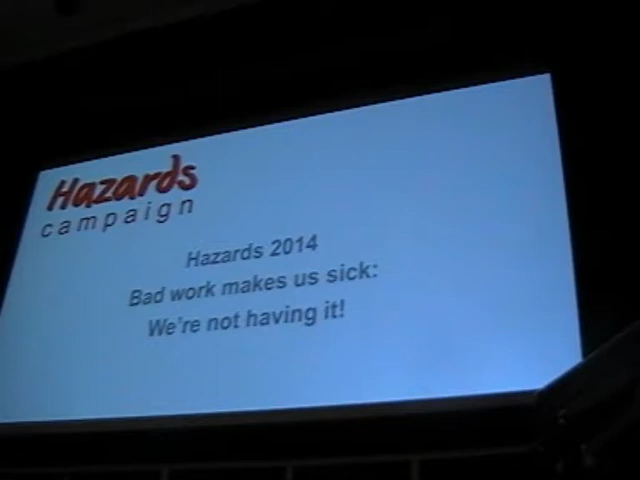 Hazards
campaign
Hazards 2014
Bad work makes us sick:
We're not having it!